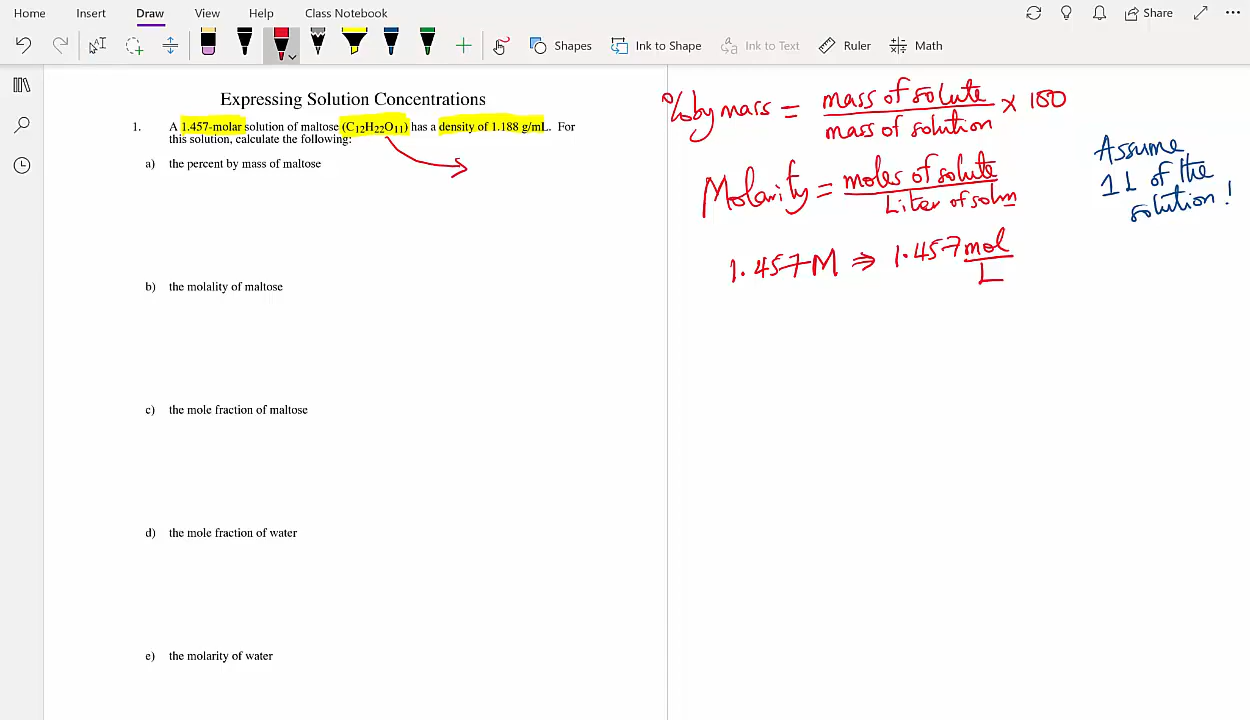 Home Insert Draw View Help Class Notebook Share
Shapes Ink to Shape Ink to Text Ruler Math
Expressing Solution Concentrations
1. A 1.457-molar solution of maltose (C12H22O11) has a density of 1.188 g/mL. For
this solution, calculate the following:
a) the percent by mass of maltose
b) the molality of maltose
c) the mole fraction of maltose
d) the mole fraction of water
e) the molarity of water
% by mass = mass of solute / mass of solution × 100
Molarity = moles of solute / Liter of soln
1.457 M ⇒ 1.457 mol / L
Assume
1 L of the
solution!